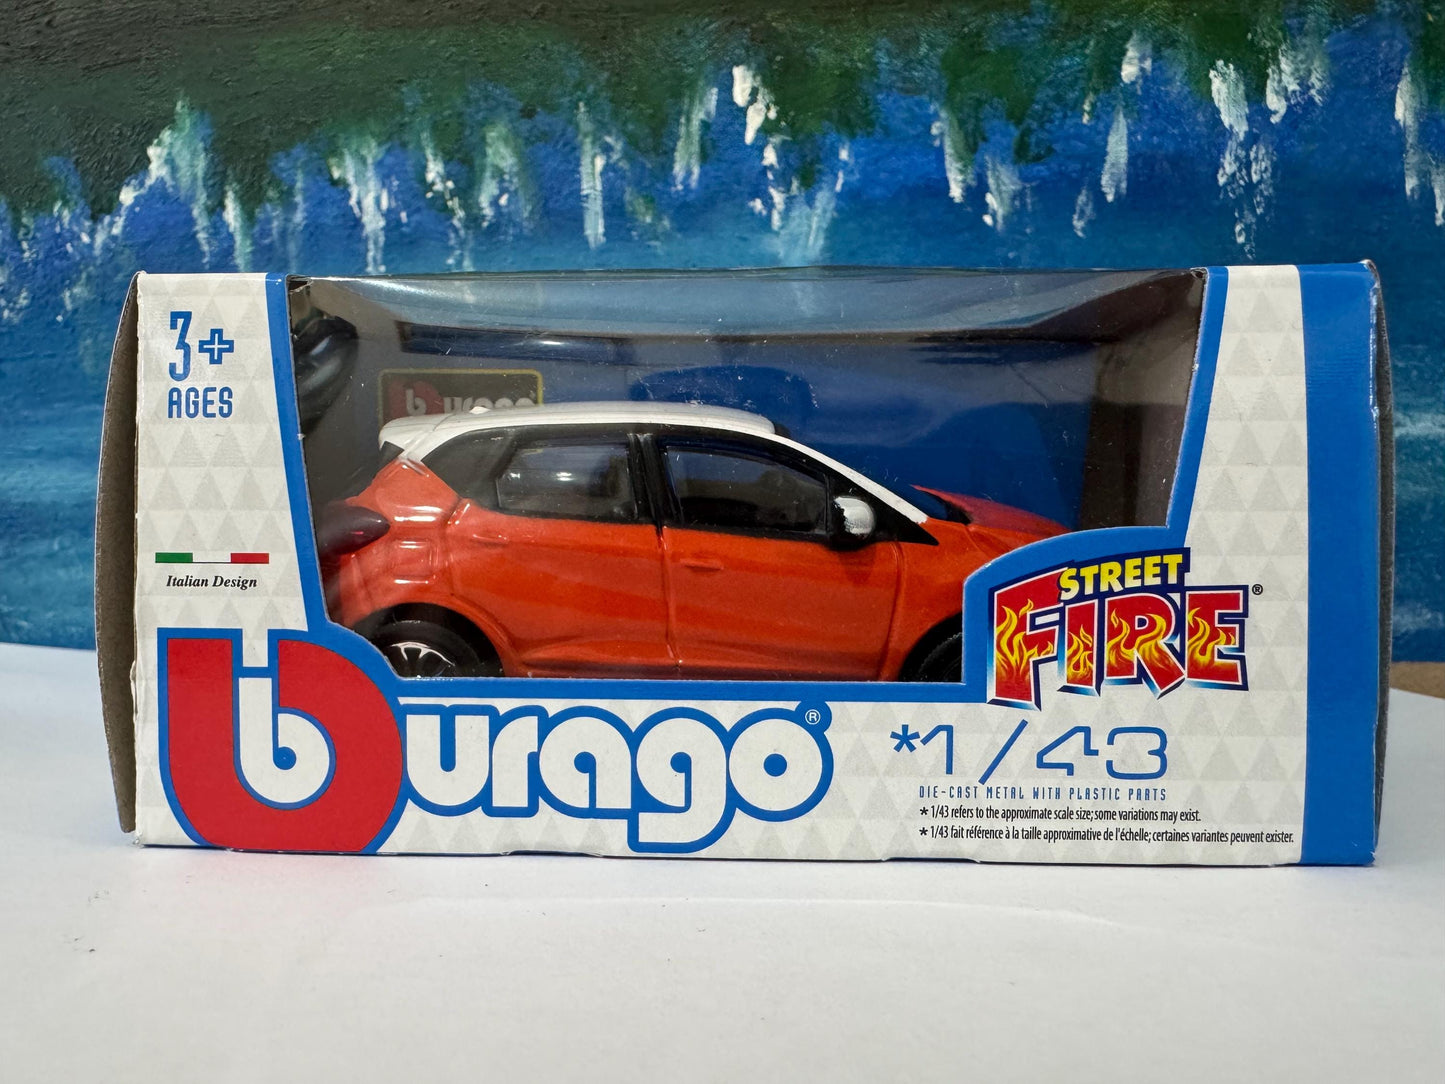 3+
AGES
burago
Italian Design
STREET
FIRE®
burago®
*1/43
DIE-CAST METAL WITH PLASTIC PARTS
* 1/43 refers to the approximate scale size; some variations may exist.
* 1/43 fait référence à la taille approximative de l'échelle; certaines variantes peuvent exister.